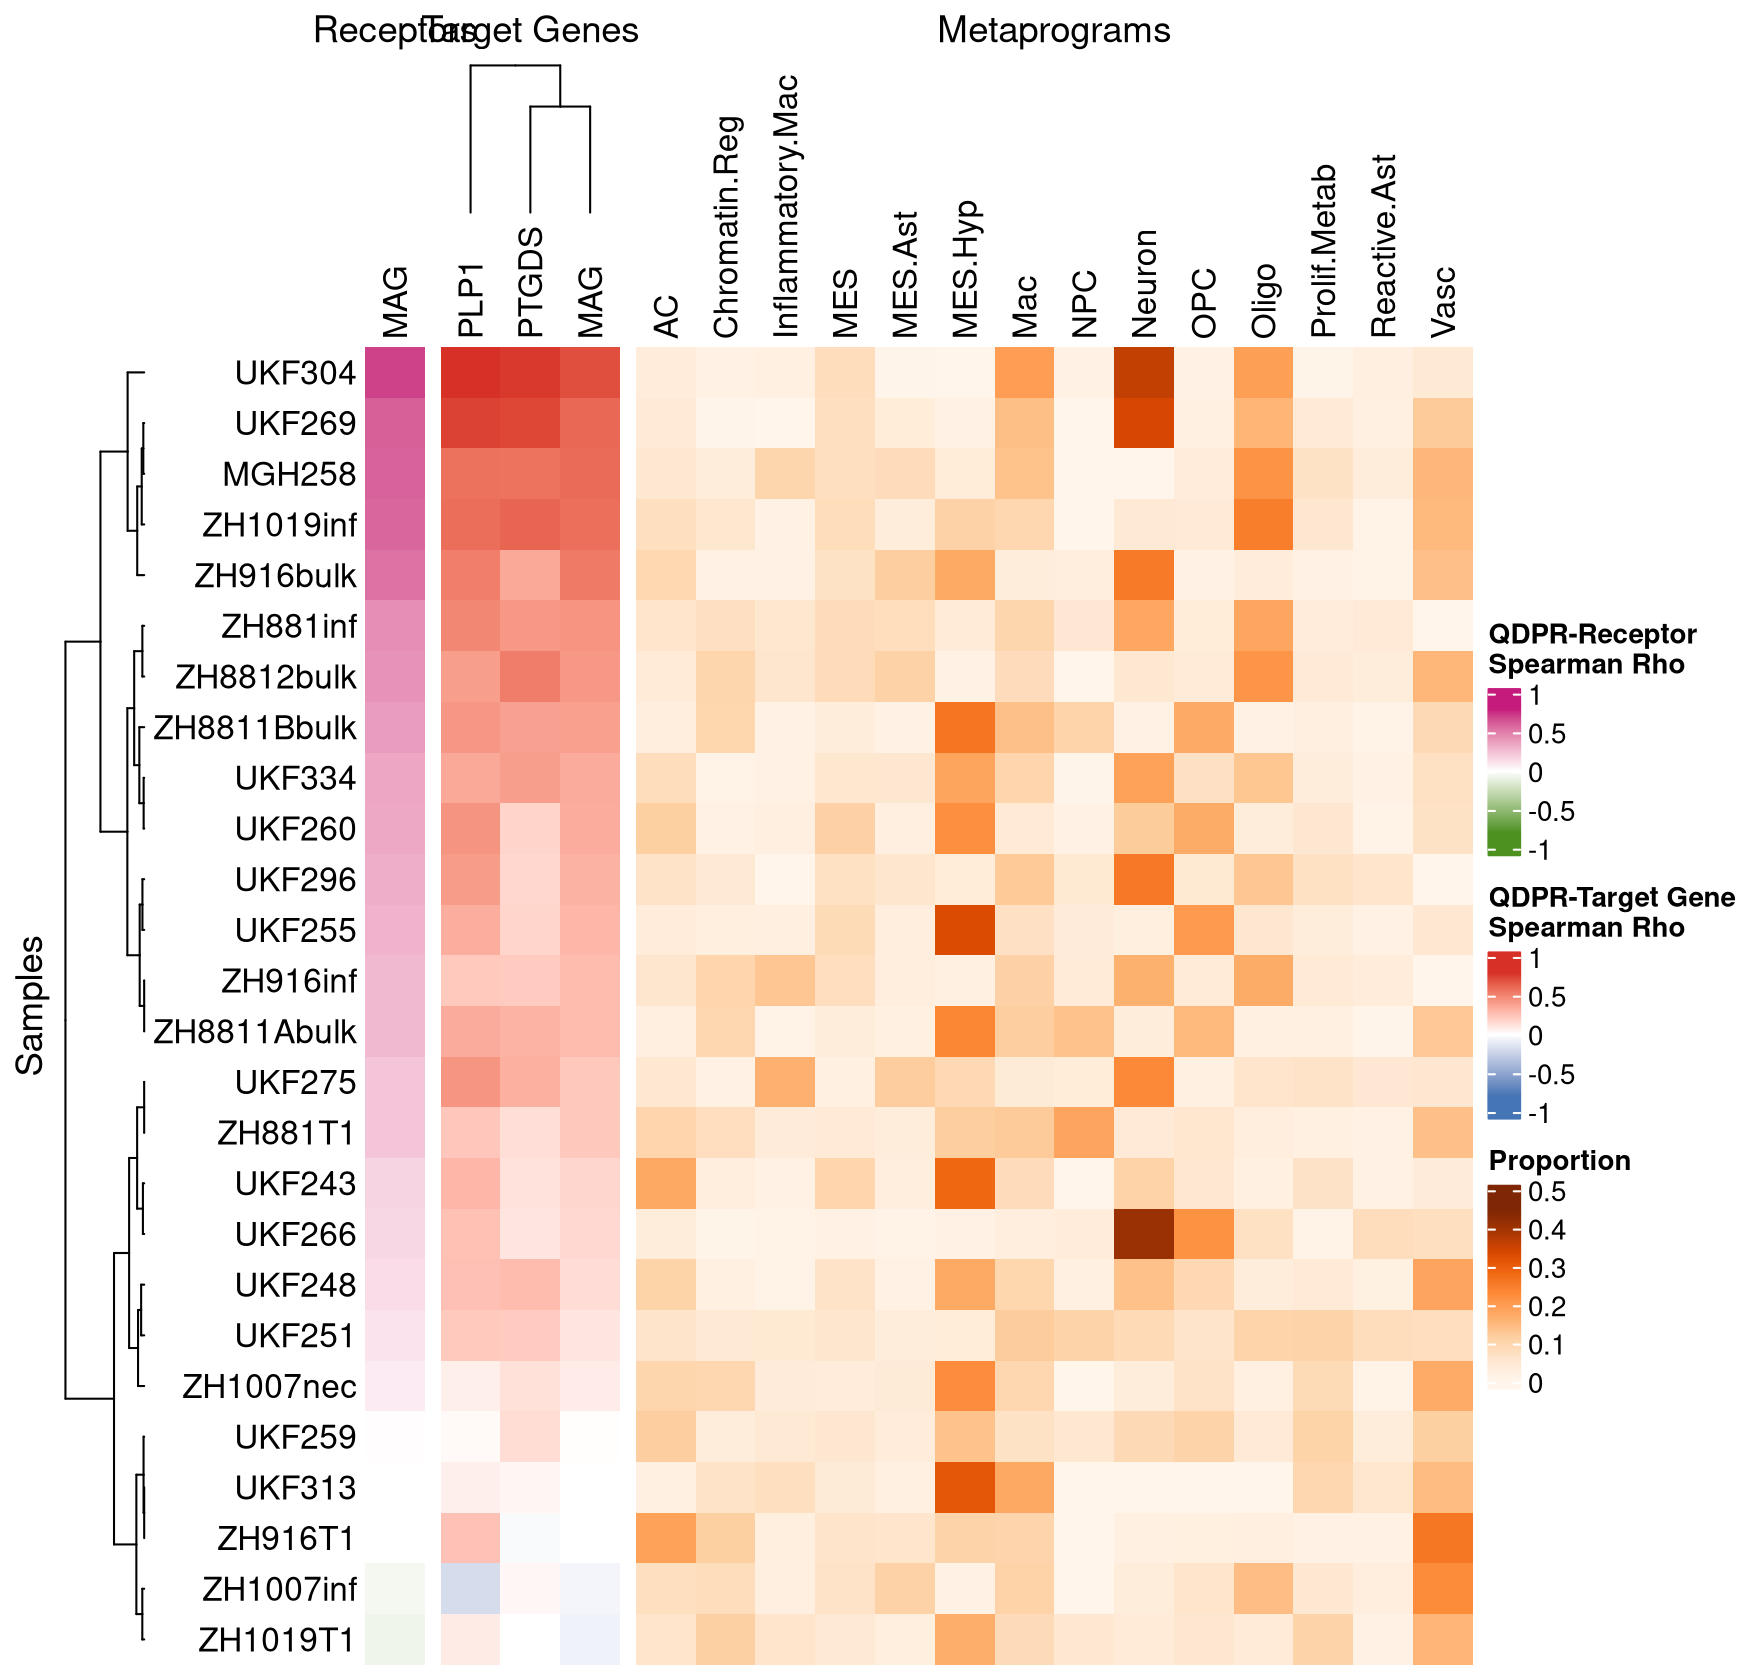 Receptors
Target Genes
Metaprograms
MAG
PLP1
PTGDS
MAG
AC
Chromatin.Reg
Inflammatory.Mac
MES
MES.Ast
MES.Hyp
Mac
NPC
Neuron
OPC
Oligo
Prolif.Metab
Reactive.Ast
Vasc
Samples
UKF304
UKF269
MGH258
ZH1019inf
ZH916bulk
ZH881inf
ZH8812bulk
ZH8811Bbulk
UKF334
UKF260
UKF296
UKF255
ZH916inf
ZH8811Abulk
UKF275
ZH881T1
UKF243
UKF266
UKF248
UKF251
ZH1007nec
UKF259
UKF313
ZH916T1
ZH1007inf
ZH1019T1
QDPR-Receptor
Spearman Rho
1
0.5
0
-0.5
-1
QDPR-Target Gene
Spearman Rho
1
0.5
0
-0.5
-1
Proportion
0.5
0.4
0.3
0.2
0.1
0